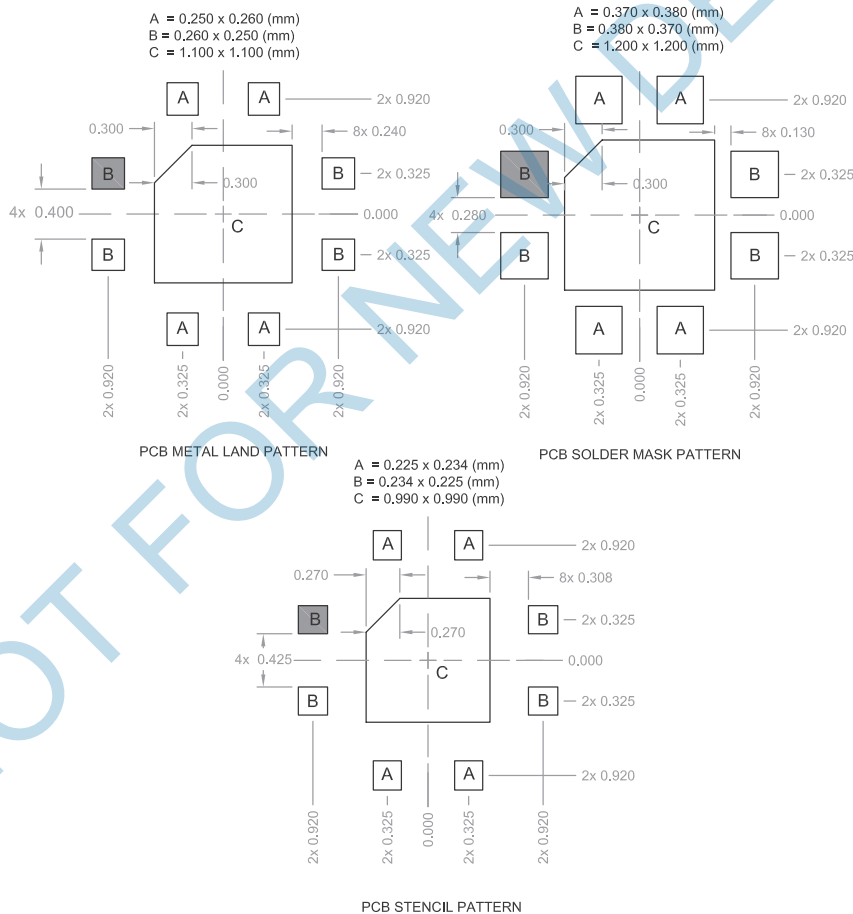 A = 0.250 x 0.260 (mm)
B = 0.260 x 0.250 (mm)
C = 1.100 x 1.100 (mm)
A
A
2x 0.920
0.300
8x 0.240
B
B
2x 0.325
0.300
4x 0.400
0.000
C
B
B
2x 0.325
A
A
2x 0.920
2x 0.920
2x 0.325
0.000
2x 0.325
2x 0.920
PCB METAL LAND PATTERN
A = 0.370 x 0.380 (mm)
B = 0.380 x 0.370 (mm)
C = 1.200 x 1.200 (mm)
A
A
2x 0.920
0.300
8x 0.130
B
B
2x 0.325
0.300
4x 0.280
0.000
C
B
B
2x 0.325
A
A
2x 0.920
2x 0.920
2x 0.325
0.000
2x 0.325
2x 0.920
PCB SOLDER MASK PATTERN
A = 0.225 x 0.234 (mm)
B = 0.234 x 0.225 (mm)
C = 0.990 x 0.990 (mm)
A
A
2x 0.920
0.270
8x 0.308
B
B
2x 0.325
0.270
4x 0.425
0.000
C
B
B
2x 0.325
A
A
2x 0.920
2x 0.920
2x 0.325
0.000
2x 0.325
2x 0.920
PCB STENCIL PATTERN
OT FOR NEW DE